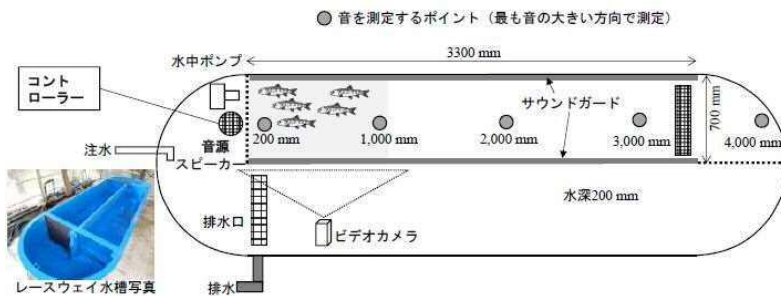 音を測定するポイント（最も音の大きい方向で測定）
水中ポンプ
3300 mm
コント
ローラー
サウンドガード
700 mm
200 mm
1,000 mm
2,000 mm
3,000 mm
4,000 mm
注水
音源
スピーカー
水深200 mm
排水口
ビデオカメラ
レースウェイ水槽写真
排水